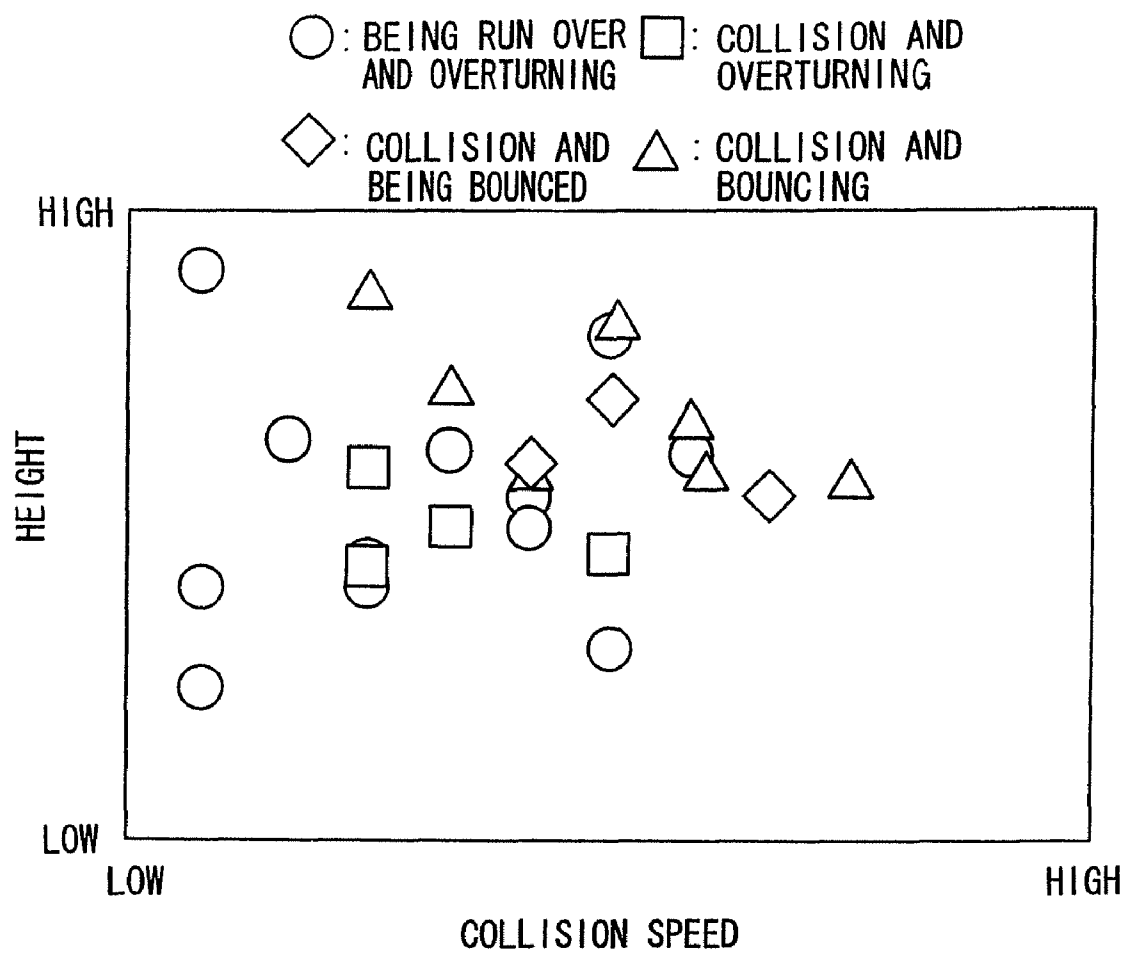 ○: BEING RUN OVER
AND OVERTURNING
□: COLLISION AND
OVERTURNING
◇: COLLISION AND
BEING BOUNCED
△: COLLISION AND
BOUNCING
HIGH
HEIGHT
LOW
LOW
HIGH
COLLISION SPEED